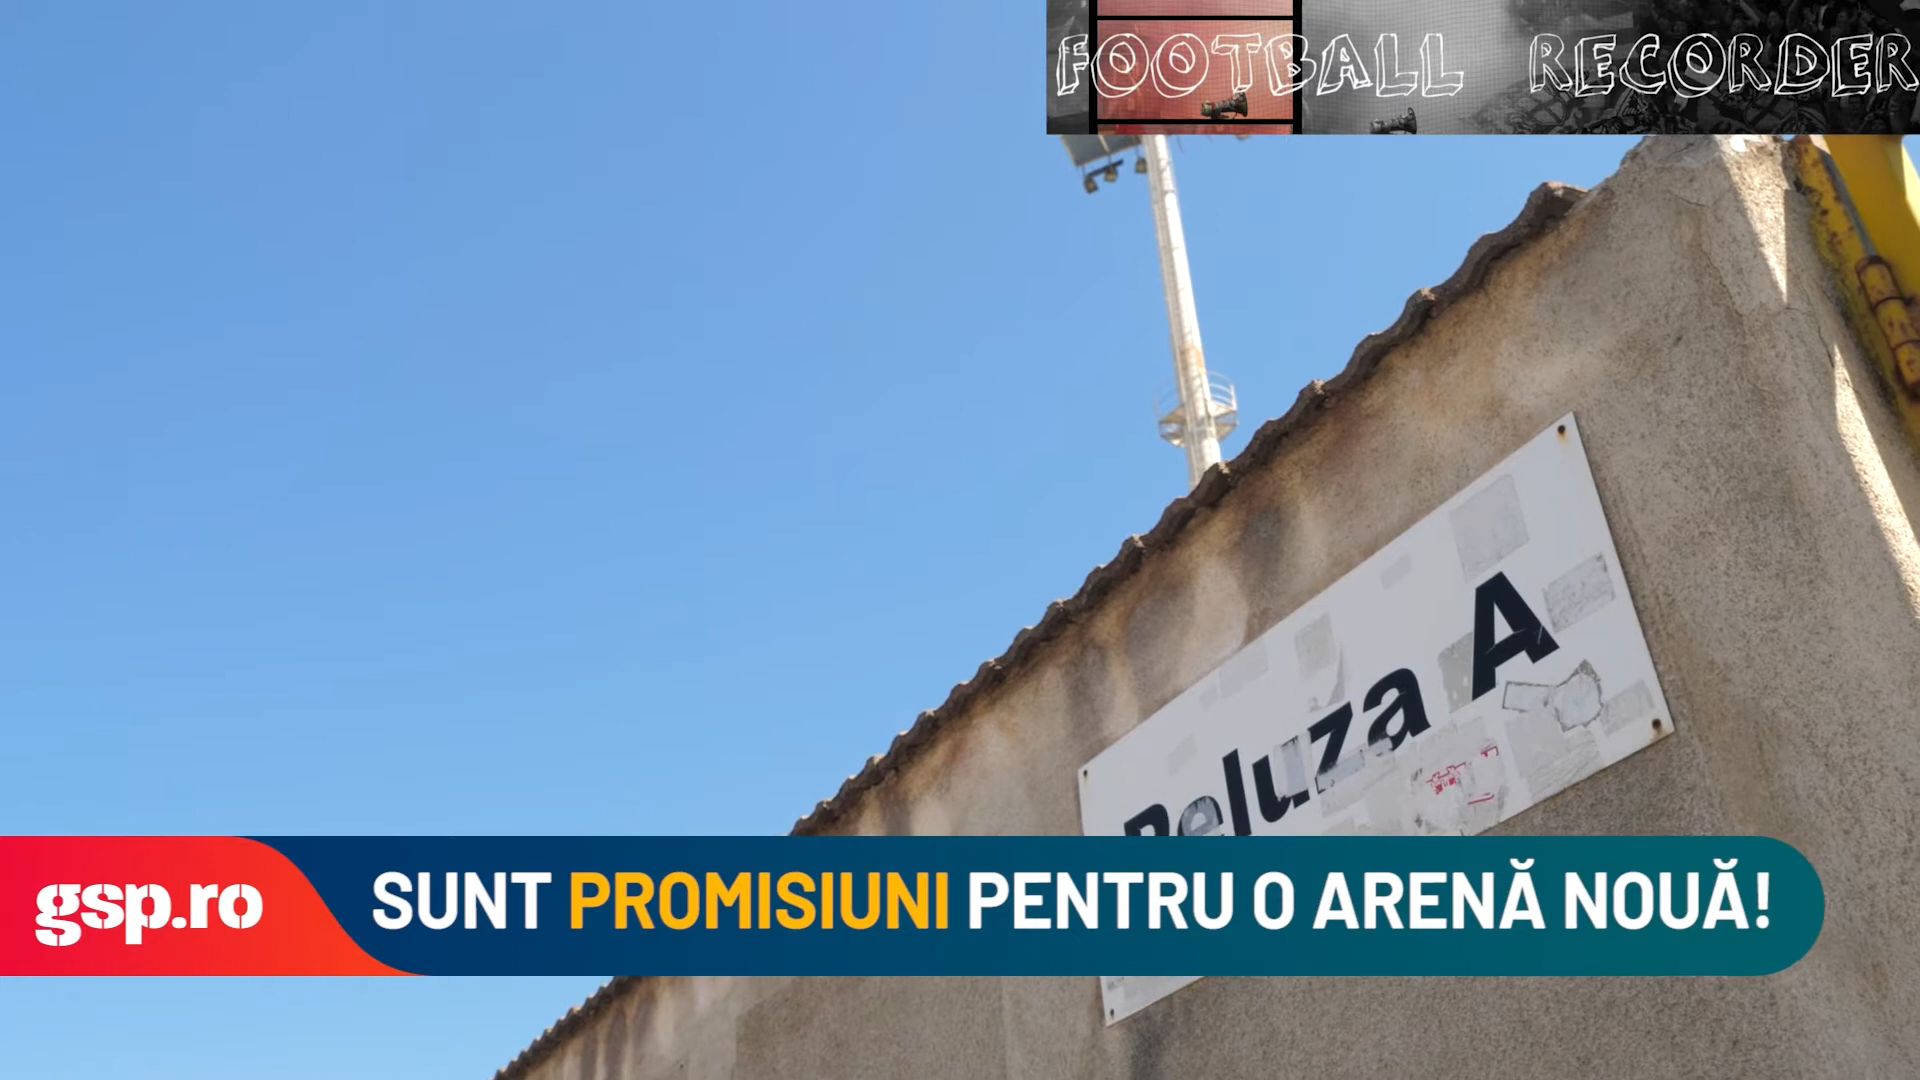 FOOTBALL RECORDER
Peluza A
gsp.ro
SUNT PROMISIUNI PENTRU O ARENĂ NOUĂ!